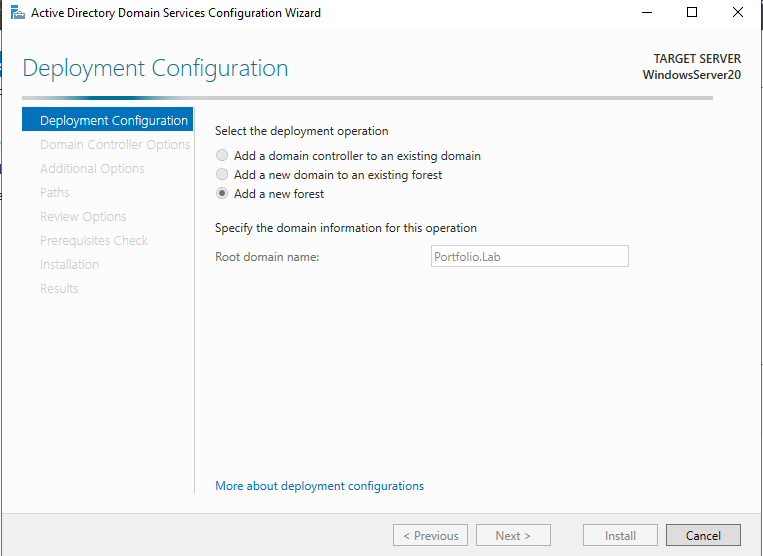 Active Directory Domain Services Configuration Wizard
Deployment Configuration
TARGET SERVER
WindowsServer20
Deployment Configuration
Domain Controller Options
Additional Options
Paths
Review Options
Prerequisites Check
Installation
Results
Select the deployment operation
Add a domain controller to an existing domain
Add a new domain to an existing forest
Add a new forest
Specify the domain information for this operation
Root domain name:
Portfolio.Lab
More about deployment configurations
< Previous
Next >
Install
Cancel